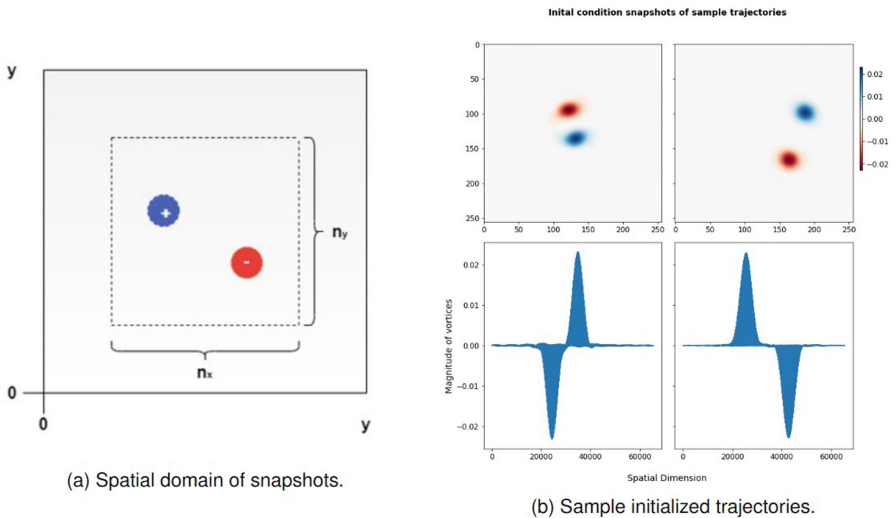 y
+
-
n_y
n_x
0
0
y
(a) Spatial domain of snapshots.
Inital condition snapshots of sample trajectories
0
50
100
150
200
250
0 50 100 150 200 250
0 50 100 150 200 250
0.02
0.01
0.00
−0.01
−0.02
Magnitude of vortices
0.02
0.01
0.00
−0.01
−0.02
0 20000 40000 60000
0 20000 40000 60000
Spatial Dimension
(b) Sample initialized trajectories.